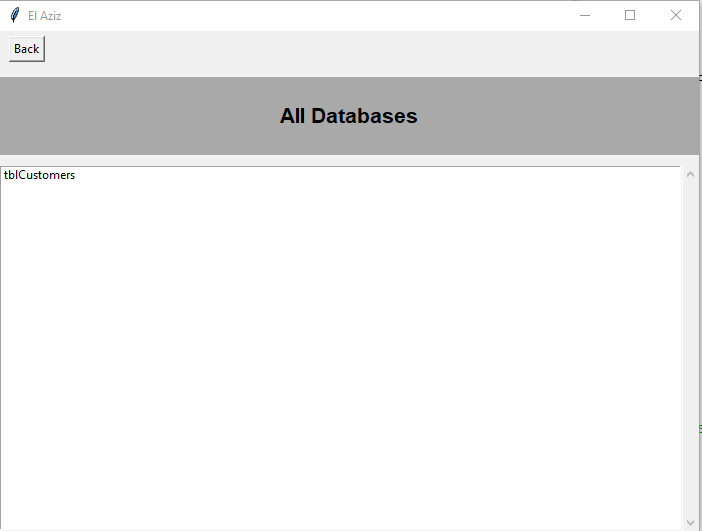 El Aziz
Back
All Databases
tblCustomers